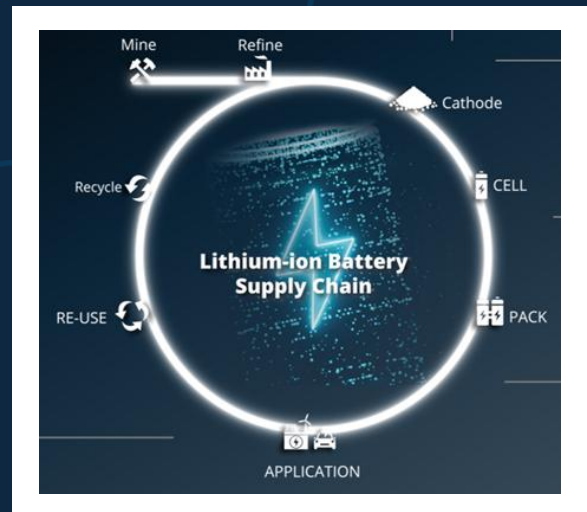 Mine
Refine
Cathode
Recycle
CELL
Lithium-ion Battery
Supply Chain
RE-USE
PACK
APPLICATION